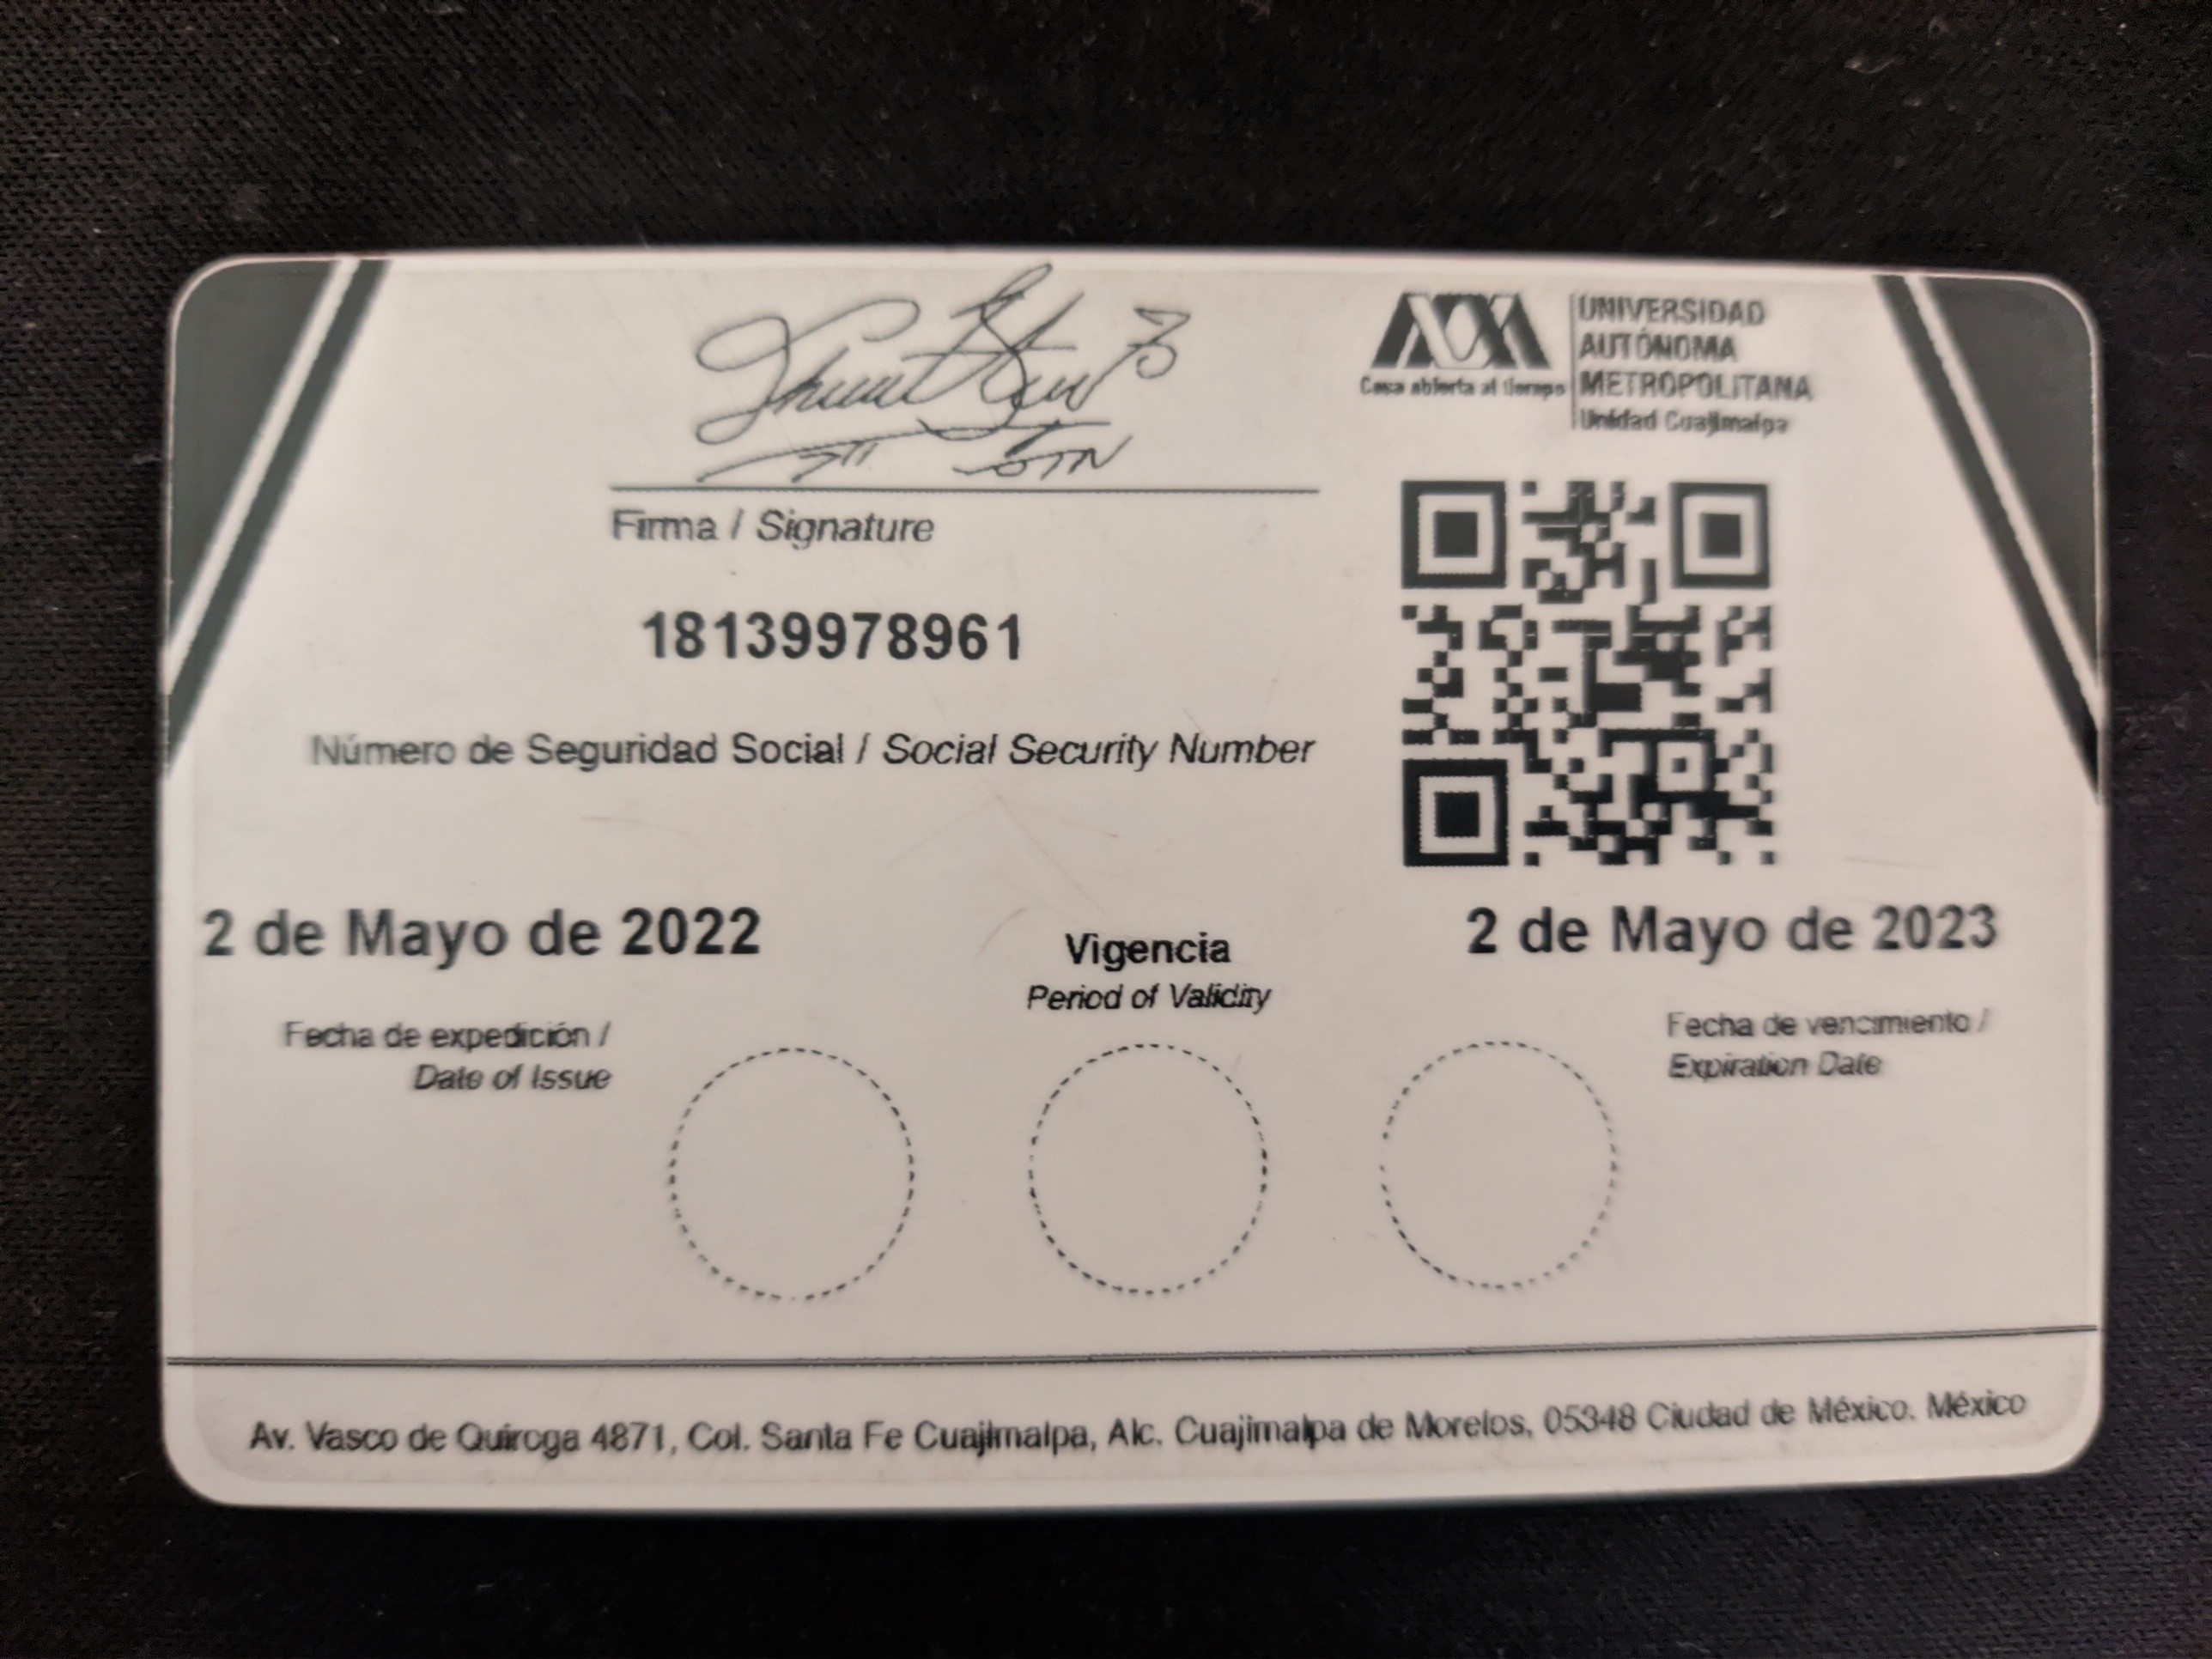 UNIVERSIDAD
AUTÓNOMA
METROPOLITANA
Unidad Cuajimalpa
Casa abierta al tiempo
Firma / Signature
18139978961
Número de Seguridad Social / Social Security Number
2 de Mayo de 2022
Fecha de expedición /
Date of Issue
Vigencia
Period of Validity
2 de Mayo de 2023
Fecha de vencimiento /
Expiration Date
Av. Vasco de Quiroga 4871, Col. Santa Fe Cuajimalpa, Alc. Cuajimalpa de Morelos, 05348 Ciudad de México. México